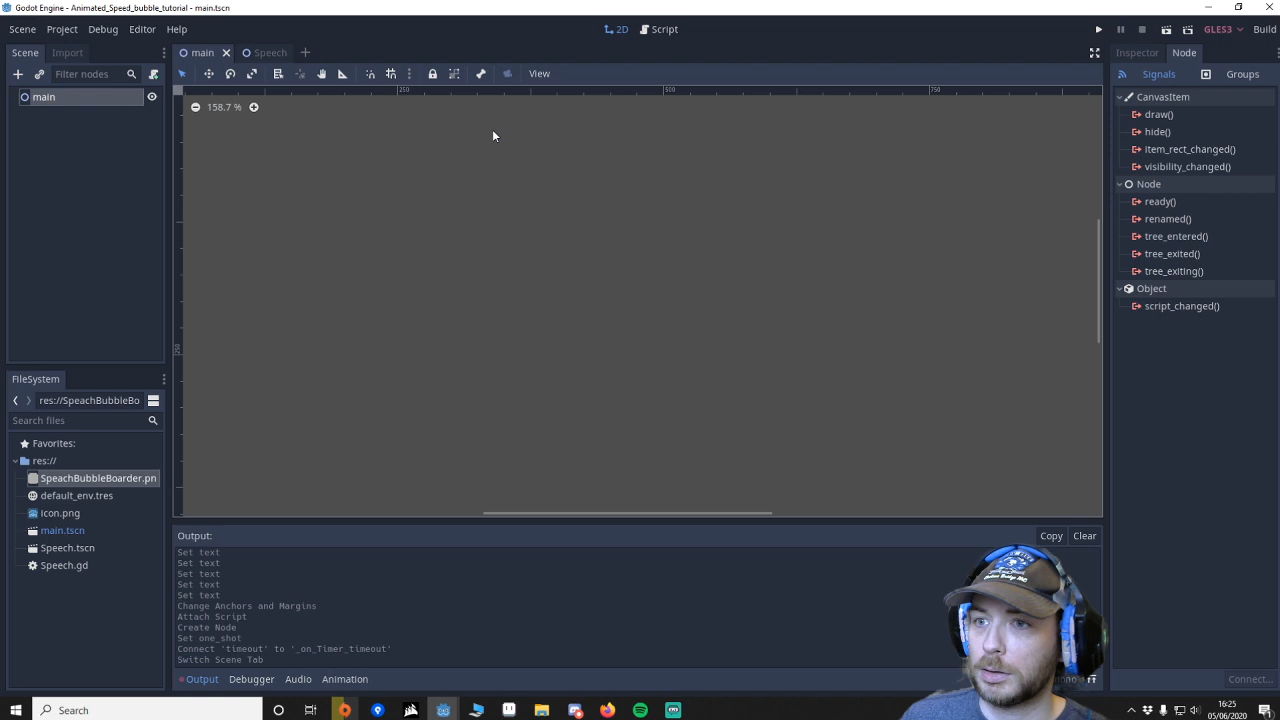 Godot Engine - Animated_Speed_bubble_tutorial - main.tscn
Scene Project Debug Editor Help
2D Script
GLES3 Build
Scene Import
main Speech
Inspector Node
Filter nodes
View
Signals Groups
main
250 500 750
158.7 %
CanvasItem
draw()
hide()
item_rect_changed()
visibility_changed()
Node
ready()
renamed()
tree_entered()
tree_exited()
tree_exiting()
Object
script_changed()
250
FileSystem
res://SpeachBubbleBo
Search files
Favorites:
res://
SpeachBubbleBoarder.pn
default_env.tres
icon.png
main.tscn
Speech.tscn
Speech.gd
Output:
Copy Clear
Set text
Set text
Set text
Set text
Set text
Change Anchors and Margins
Attach Script
Create Node
Set one_shot
Connect 'timeout' to '_on_Timer_timeout'
Switch Scene Tab
Output Debugger Audio Animation
Connect...
Search
16:25
05/06/2020